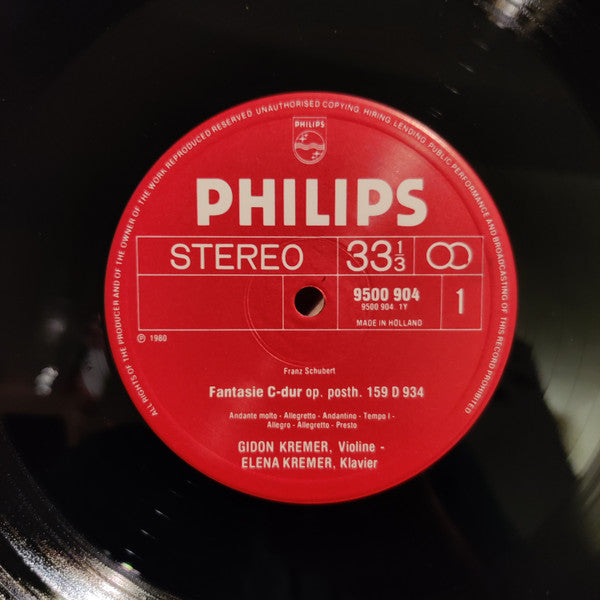 ALL RIGHTS OF THE PRODUCER AND OF THE OWNER OF THE WORK REPRODUCED RESERVED UNAUTHORISED COPYING, HIRING, LENDING, PUBLIC PERFORMANCE AND BROADCASTING OF THIS RECORD PROHIBITED
PHILIPS
PHILIPS
STEREO 33 1/3
9500 904
9500 904 1Y
MADE IN HOLLAND
1
℗ 1980
Franz Schubert
Fantasie C-dur op. posth. 159 D 934
Andante molto - Allegretto - Andantino - Tempo I -
Allegro - Allegretto - Presto
GIDON KREMER, Violine -
ELENA KREMER, Klavier